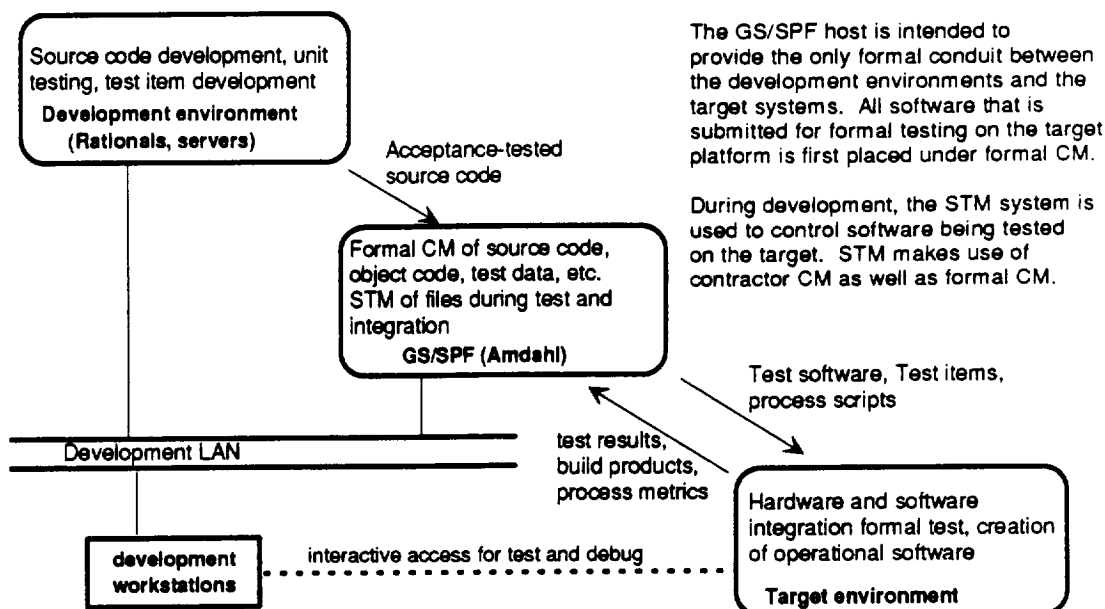 Source code development, unit
testing, test item development
Development environment
(Rationals, servers)
The GS/SPF host is intended to
provide the only formal conduit between
the development environments and the
target systems. All software that is
submitted for formal testing on the target
platform is first placed under formal CM.
During development, the STM system is
used to control software being tested
on the target. STM makes use of
contractor CM as well as formal CM.
Acceptance-tested
source code
Formal CM of source code,
object code, test data, etc.
STM of files during test and
integration
GS/SPF (Amdahl)
Test software, Test items,
process scripts
Development LAN
test results,
build products,
process metrics
Hardware and software
integration formal test, creation
of operational software
Target environment
development
workstations
interactive access for test and debug